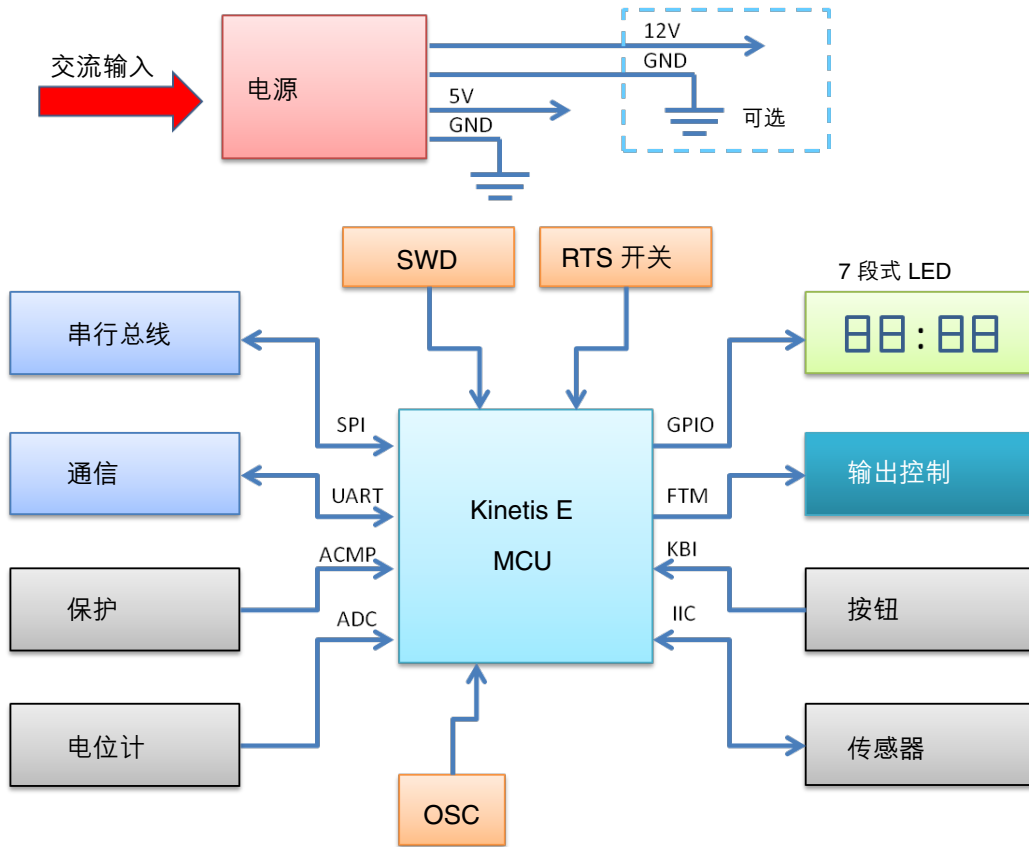 交流输入
电源
12V
GND
5V
GND
可选
SWD
RTS 开关
7 段式 LED
88:88
串行总线
SPI
GPIO
通信
UART
FTM
输出控制
Kinetis E
MCU
保护
ACMP
KBI
按钮
ADC
IIC
电位计
传感器
OSC